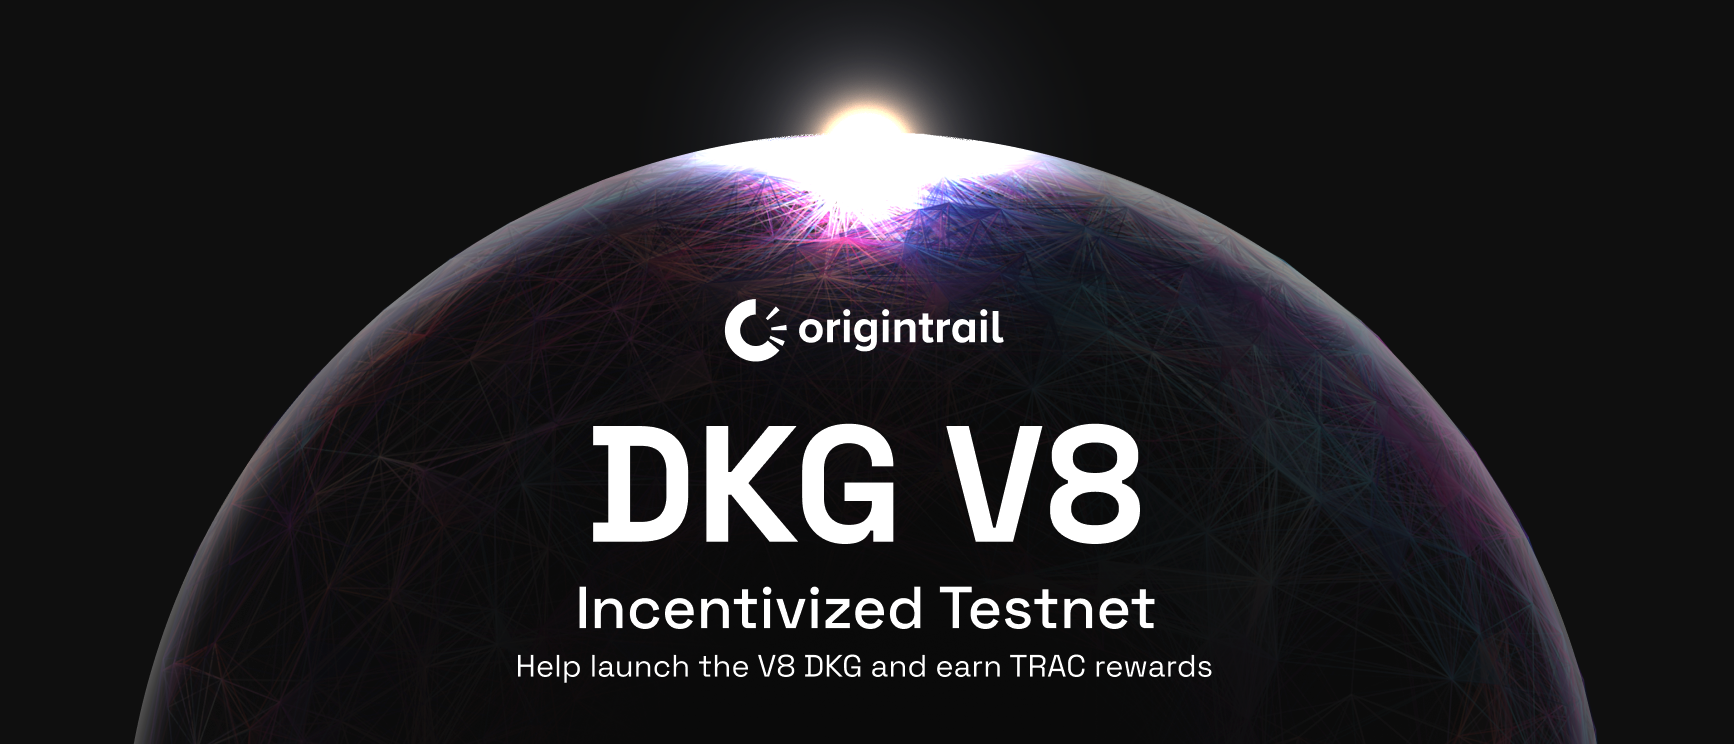 origintrail
DKG V8
Incentivized Testnet
Help launch the V8 DKG and earn TRAC rewards